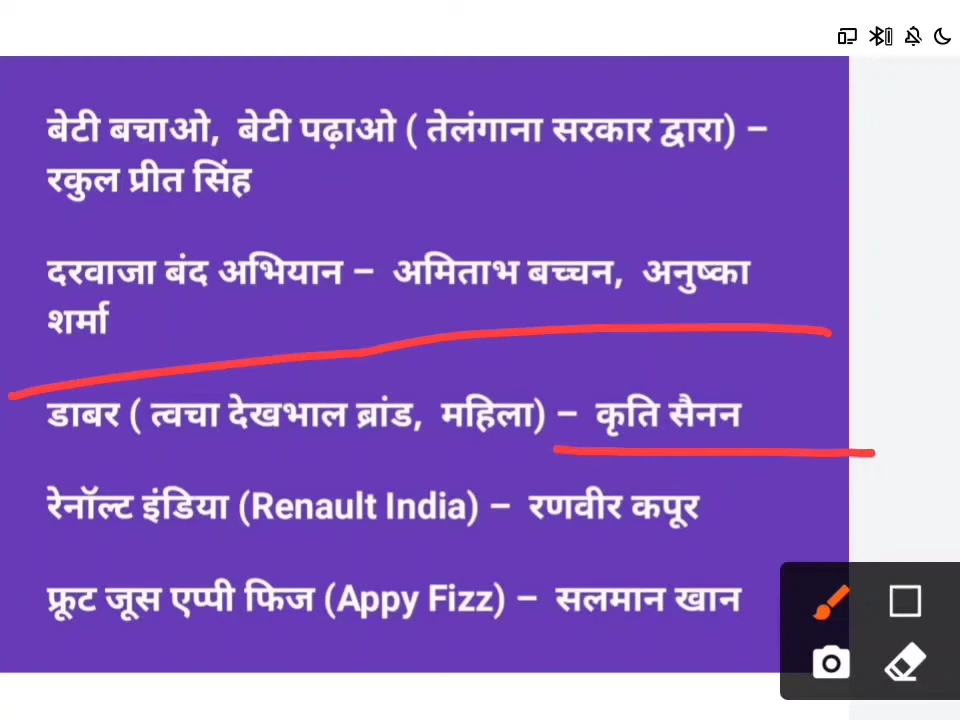 बेटी बचाओ, बेटी पढ़ाओ ( तेलंगाना सरकार द्वारा) –
रकुल प्रीत सिंह
दरवाजा बंद अभियान – अमिताभ बच्चन, अनुष्का
शर्मा
डाबर ( त्वचा देखभाल ब्रांड, महिला) – कृति सैनन
रेनॉल्ट इंडिया (Renault India) – रणवीर कपूर
फ्रूट जूस एप्पी फिज (Appy Fizz) – सलमान खान